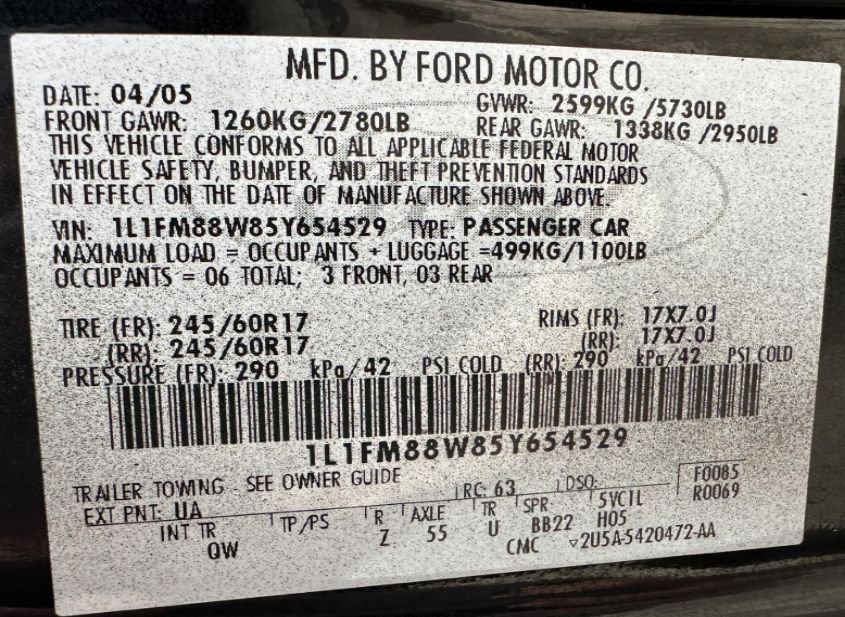 MFD. BY FORD MOTOR CO.
DATE: 04/05 GVWR: 2599KG /5730LB
FRONT GAWR: 1260KG/2780LB REAR GAWR: 1338KG /2950LB
THIS VEHICLE CONFORMS TO ALL APPLICABLE FEDERAL MOTOR
VEHICLE SAFETY, BUMPER, AND THEFT PREVENTION STANDARDS
IN EFFECT ON THE DATE OF MANUFACTURE SHOWN ABOVE.
VIN: 1L1FM88W85Y654529 TYPE: PASSENGER CAR
MAXIMUM LOAD = OCCUPANTS + LUGGAGE =499KG/1100LB
OCCUPANTS = 06 TOTAL; 3 FRONT, 03 REAR
TIRE (FR): 245/60R17 RIMS (FR): 17X7.0J
(RR): 245/60R17 (RR): 17X7.0J
PRESSURE (FR): 290 kPa/42 PSI COLD (RR): 290 kPa/42 PSI COLD
1L1FM88W85Y654529
TRAILER TOWING - SEE OWNER GUIDE
EXT PNT: UA RC: 63 DSO: F0085
R0069
INT TR TP/PS R AXLE TR SPR 5VCTL
QW Z 55 U BB22 H05
CMC 2U5A-5420472-AA